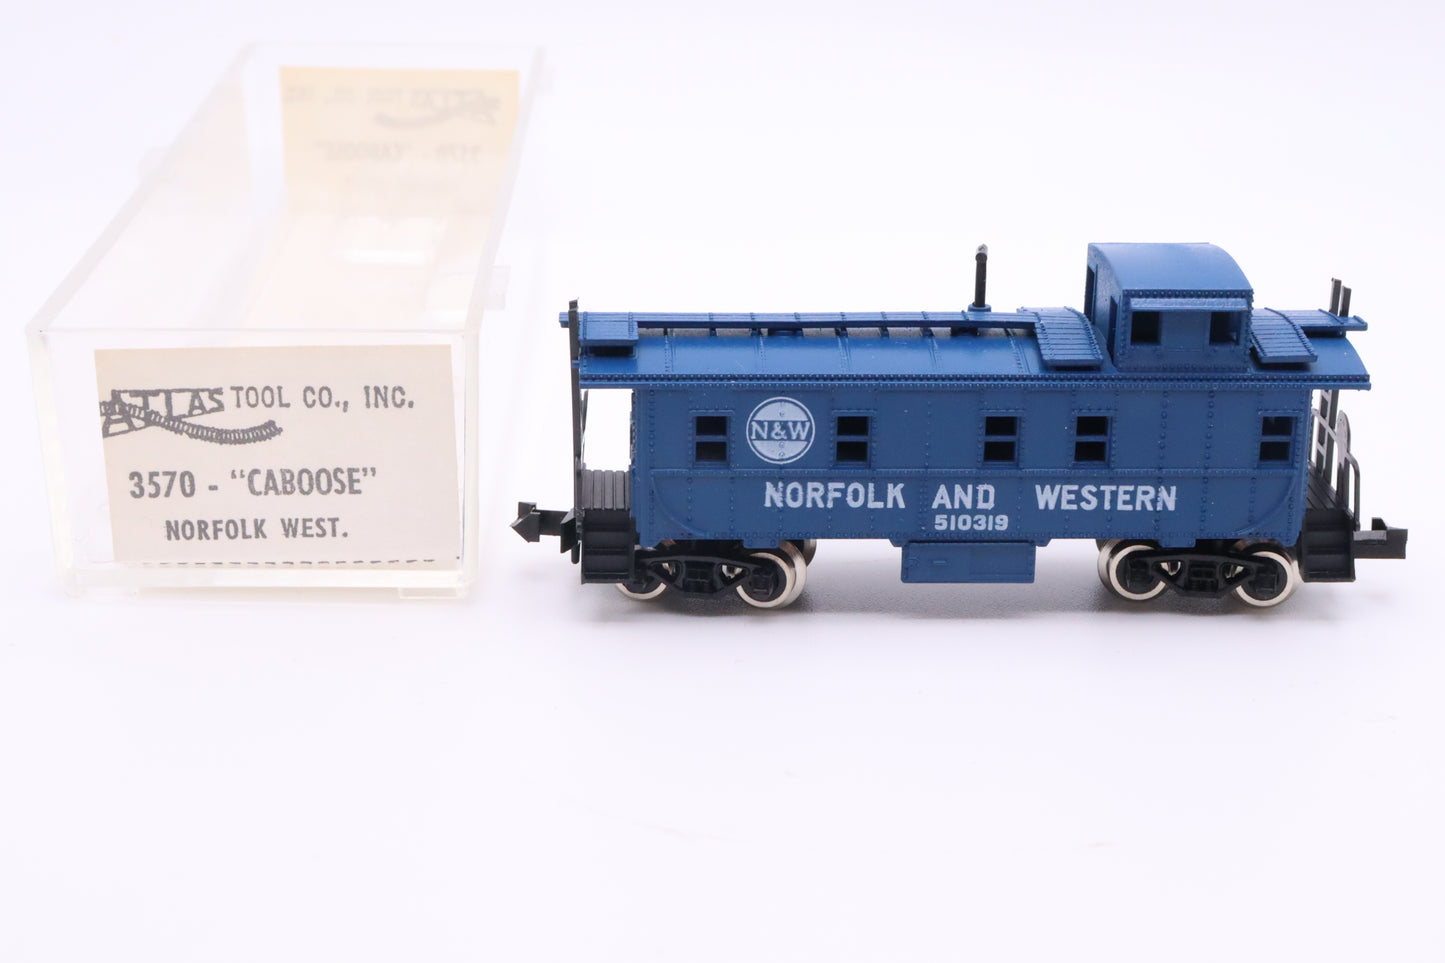 ATLAS TOOL CO., INC.
3570 - "CABOOSE"
NORFOLK WEST.
N&W
NORFOLK AND WESTERN
510319